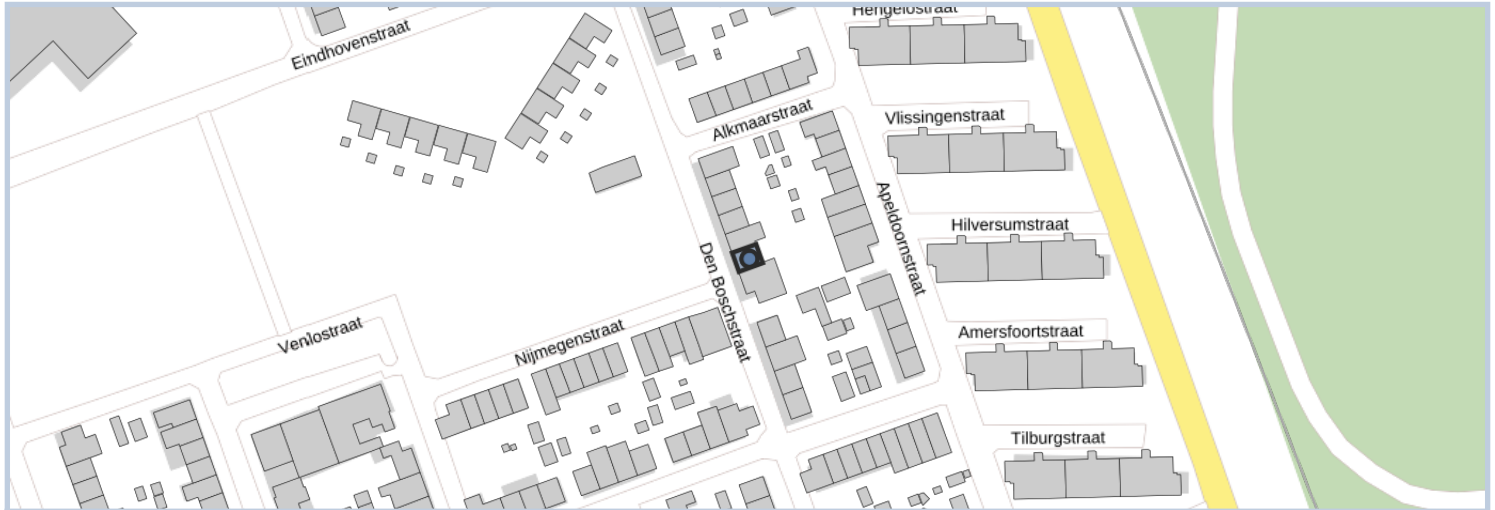 Hengelostraat
Eindhovenstraat
Alkmaarstraat
Vlissingenstraat
Apeldoornstraat
Hilversumstraat
Den Boschstraat
Venlostraat
Nijmegenstraat
Amersfoortstraat
Tilburgstraat